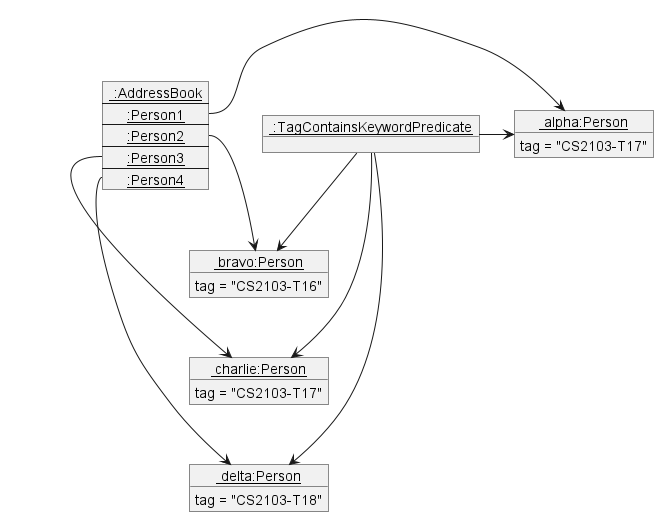 :AddressBook
:Person1
:Person2
:Person3
:Person4
:TagContainsKeywordPredicate
alpha:Person
tag = "CS2103-T17"
bravo:Person
tag = "CS2103-T16"
charlie:Person
tag = "CS2103-T17"
delta:Person
tag = "CS2103-T18"